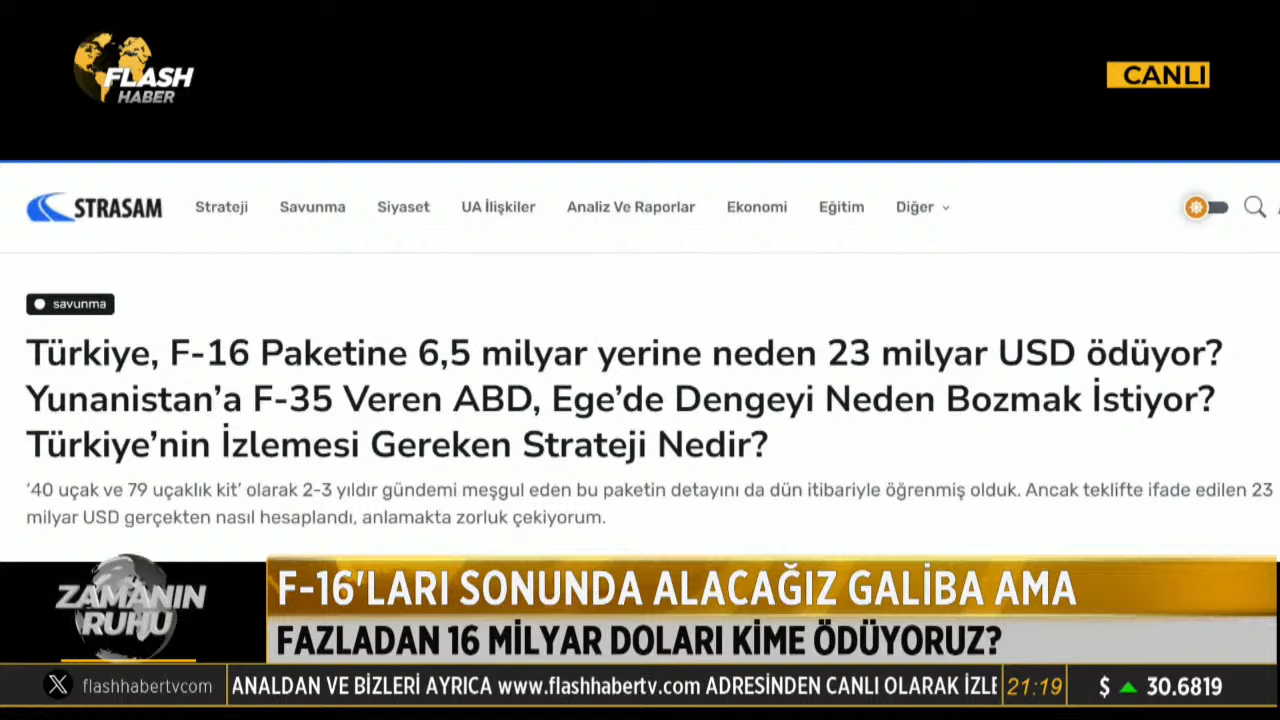 FLASH
HABER
CANLI
STRASAM Strateji Savunma Siyaset UA İlişkiler Analiz Ve Raporlar Ekonomi Eğitim Diğer
savunma
Türkiye, F-16 Paketine 6,5 milyar yerine neden 23 milyar USD ödüyor?
Yunanistan’a F-35 Veren ABD, Ege’de Dengeyi Neden Bozmak İstiyor?
Türkiye’nin İzlemesi Gereken Strateji Nedir?
‘40 uçak ve 79 uçaklık kit’ olarak 2-3 yıldır gündemi meşgul eden bu paketin detayını da dün itibariyle öğrenmiş olduk. Ancak teklifte ifade edilen 23
milyar USD gerçekten nasıl hesaplandı, anlamakta zorluk çekiyorum.
ZAMANIN
RUHU
F-16'LARI SONUNDA ALACAĞIZ GALİBA AMA
FAZLADAN 16 MİLYAR DOLARI KİME ÖDÜYORUZ?
X flashhabertvcom ANALDAN VE BİZLERİ AYRICA www.flashhabertv.com ADRESİNDEN CANLI OLARAK İZLE 21:19 $ 30.6819